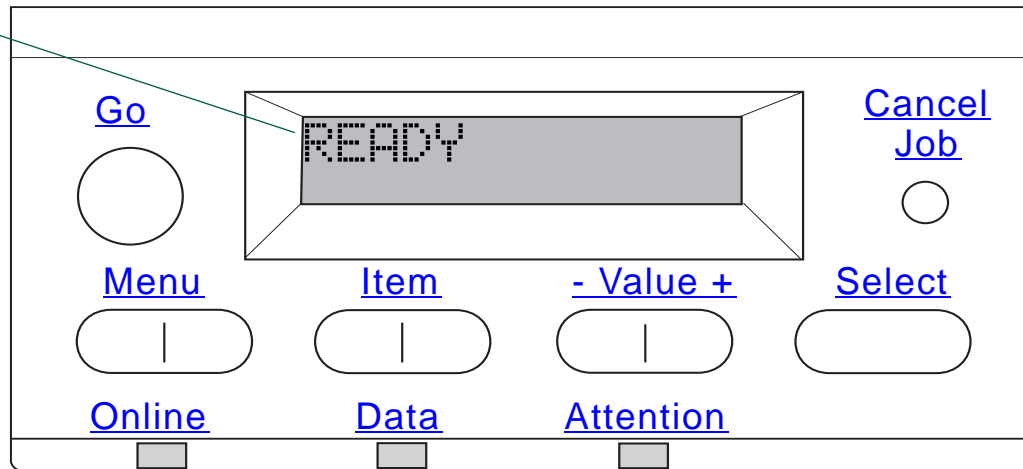 Go
READY
Cancel
Job
Menu
Item
- Value +
Select
Online
Data
Attention